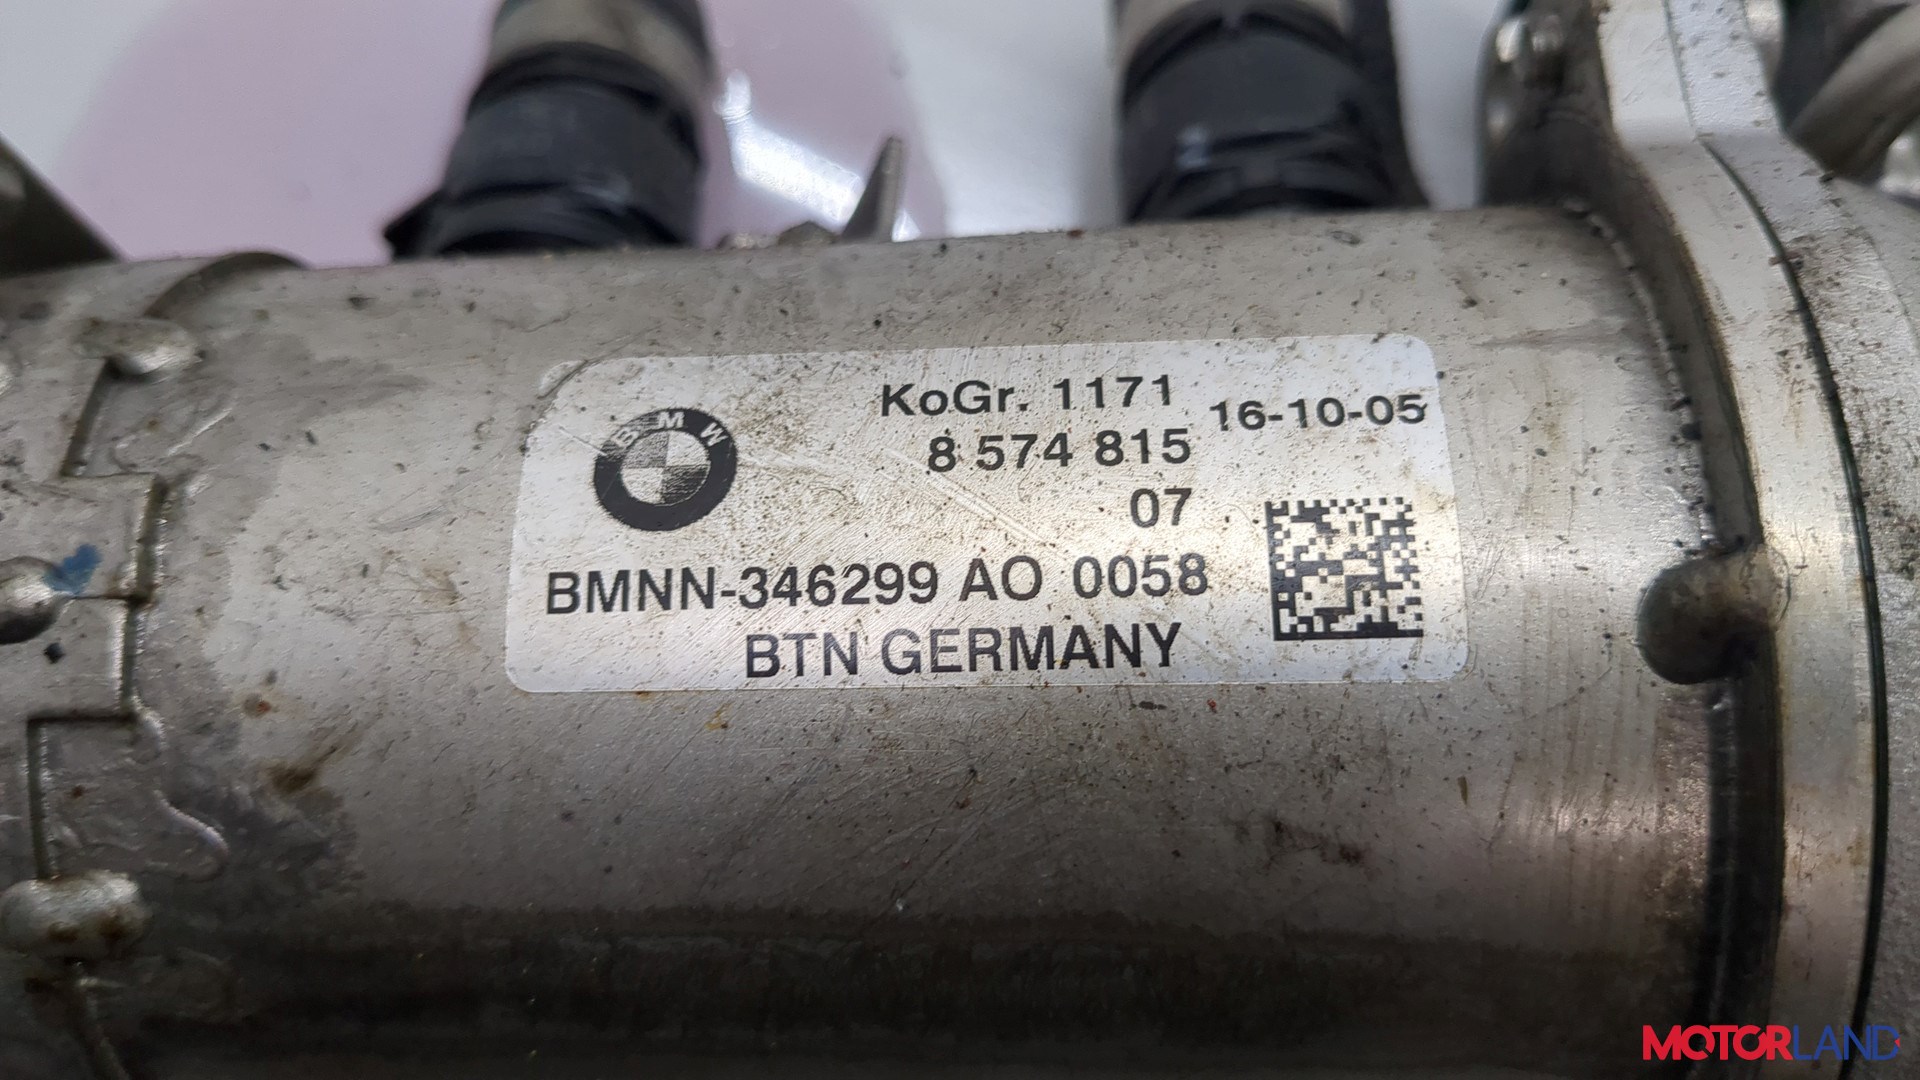 KoGr. 1171
16-10-05
8 574 815
07
BMW
BMNN-346299 AO 0058
BTN GERMANY
MOTORLAND